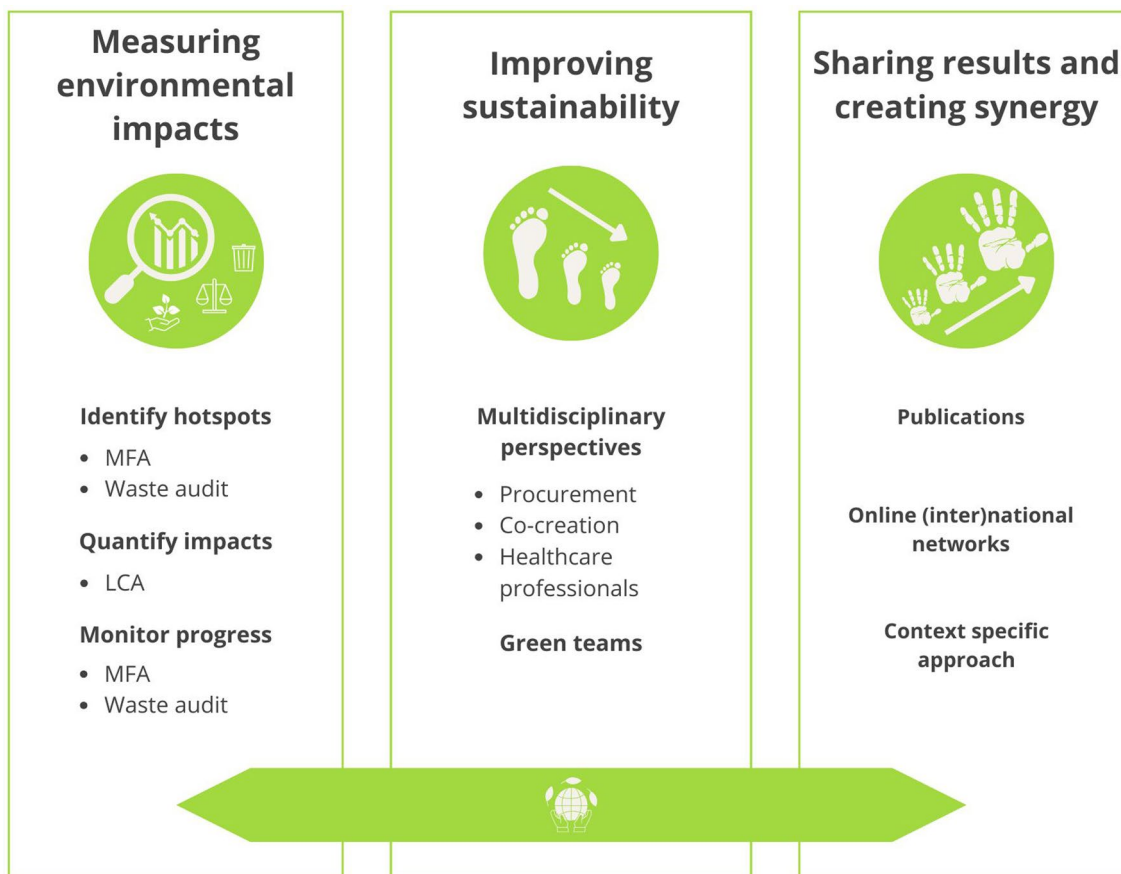 Measuring
environmental
impacts
Identify hotspots
• MFA
• Waste audit
Quantify impacts
• LCA
Monitor progress
• MFA
• Waste audit
Improving
sustainability
Multidisciplinary
perspectives
• Procurement
• Co-creation
• Healthcare
professionals
Green teams
Sharing results and
creating synergy
Publications
Online (inter)national
networks
Context specific
approach